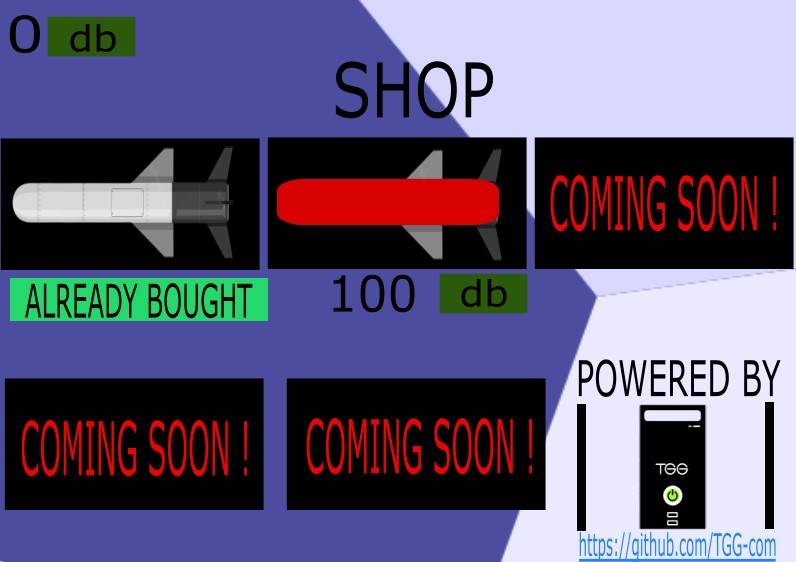 0 db
SHOP
COMING SOON !
ALREADY BOUGHT
100 db
POWERED BY
COMING SOON !
COMING SOON !
TGG
https://github.com/TGG-com